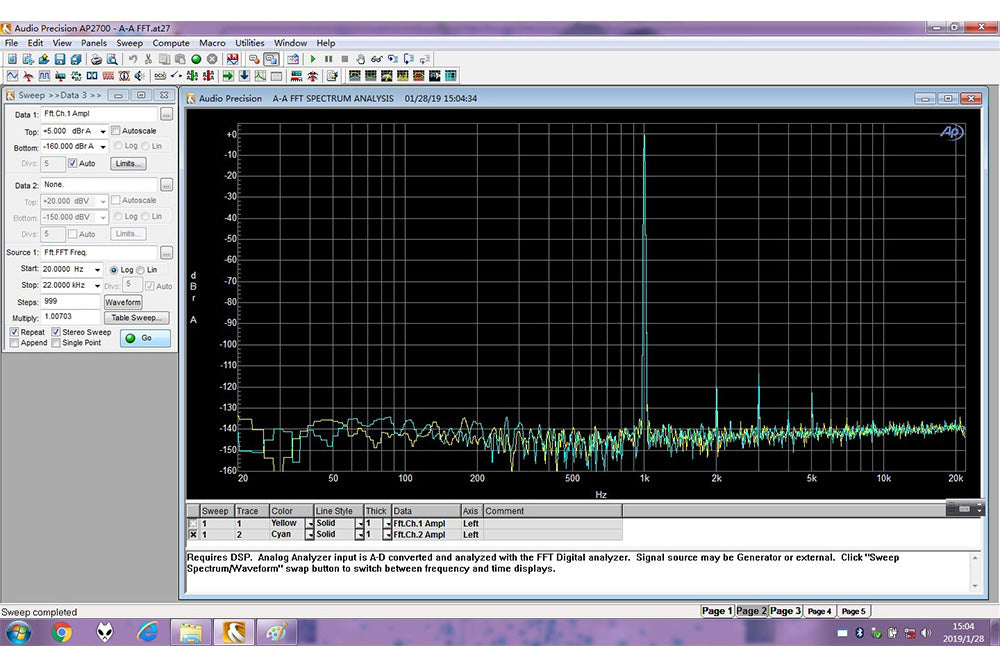 Audio Precision AP2700 - A-A FFT.at27
File Edit View Panels Sweep Compute Macro Utilities Window Help
Sweep >>Data 3 >>
Data 1: Fft.Ch.1 Ampl ...
Top: +5.000 dBrA Autoscale
Bottom: -160.000 dBrA Log Lin
Divs: 5 Auto Limits...
Data 2: None. ...
Top: +20.000 dBV Autoscale
Bottom: -150.000 dBV Log Lin
Divs: 5 Auto Limits...
Source 1: Fft.FFT Freq. ...
Start: 20.0000 Hz Log Lin
Stop: 22.0000 kHz Divs: 5 Auto
Steps: 999 Waveform
Multiply: 1.00703 Table Sweep...
Repeat Stereo Sweep
Append Single Point
Go
Audio Precision A-A FFT SPECTRUM ANALYSIS 01/28/19 15:04:34
Ap
+0
-10
-20
-30
-40
-50
-60
-70
-80
-90
-100
-110
-120
-130
-140
-150
-160
d
B
r
A
20 50 100 200 500 1k 2k 5k 10k 20k
Hz
Sweep Trace Color Line Style Thick Data Axis Comment
1 1 Yellow Solid 1 Fft.Ch.1 Ampl Left
1 2 Cyan Solid 1 Fft.Ch.2 Ampl Left
Requires DSP. Analog Analyzer input is A-D converted and analyzed with the FFT Digital analyzer. Signal source may be Generator or external. Click "Sweep
Spectrum/Waveform" swap button to switch between frequency and time displays.
Sweep completed
Page 1 Page 2 Page 3 Page 4 Page 5
15:04
2019/1/28